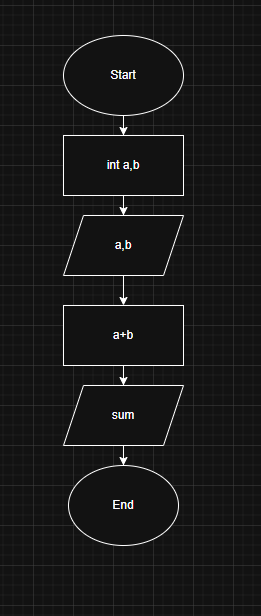 Start
int a,b
a,b
a+b
sum
End